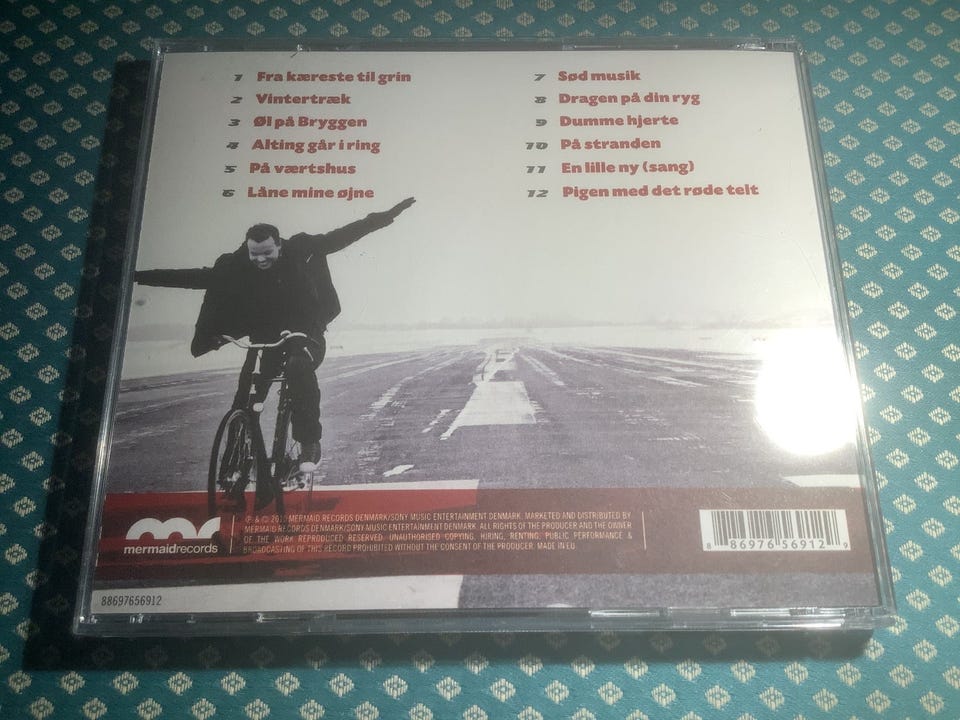 1 Fra kæreste til grin
2 Vintertræk
3 Øl på Bryggen
4 Alting går i ring
5 På værtshus
6 Låne mine øjne
7 Sød musik
8 Dragen på din ryg
9 Dumme hjerte
10 På stranden
11 En lille ny (sang)
12 Pigen med det røde telt
mr
mermaidrecords
℗ & © 2010 MERMAID RECORDS DENMARK/SONY MUSIC ENTERTAINMENT DENMARK. MARKETED AND DISTRIBUTED BY
MERMAID RECORDS DENMARK/SONY MUSIC ENTERTAINMENT DENMARK. ALL RIGHTS OF THE PRODUCER AND THE OWNER
OF THE WORK REPRODUCED RESERVED. UNAUTHORISED COPYING, HIRING, RENTING, PUBLIC PERFORMANCE &
BROADCASTING OF THIS RECORD PROHIBITED WITHOUT THE CONSENT OF THE PRODUCER. MADE IN EU.
8 86976 56912 9
88697656912